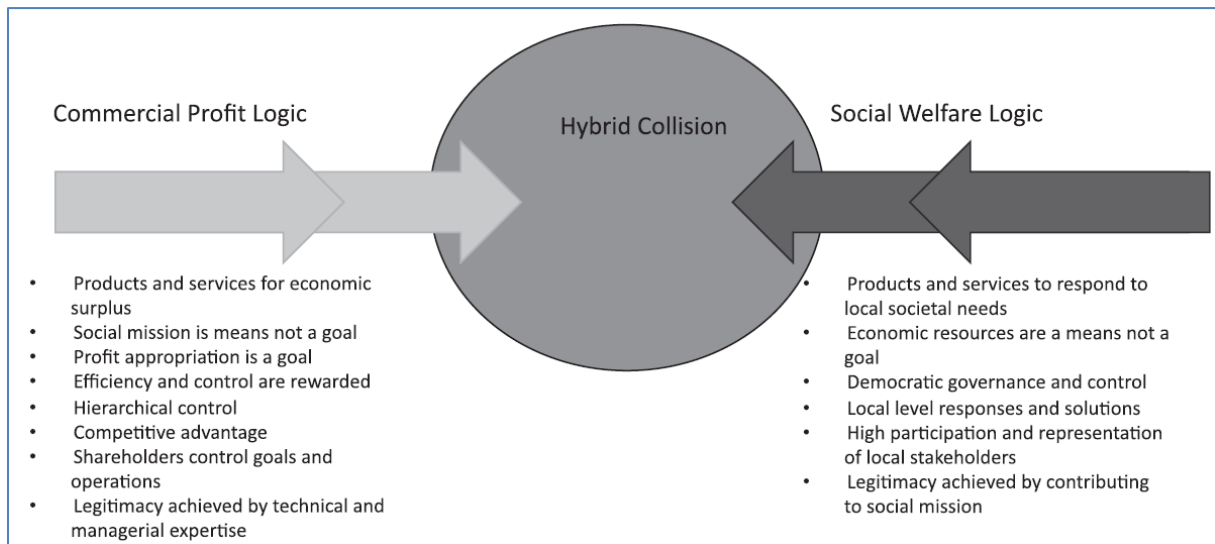 Commercial Profit Logic
Hybrid Collision
Social Welfare Logic
• Products and services for economic
surplus
• Social mission is means not a goal
• Profit appropriation is a goal
• Efficiency and control are rewarded
• Hierarchical control
• Competitive advantage
• Shareholders control goals and
operations
• Legitimacy achieved by technical and
managerial expertise
• Products and services to respond to
local societal needs
• Economic resources are a means not a
goal
• Democratic governance and control
• Local level responses and solutions
• High participation and representation
of local stakeholders
• Legitimacy achieved by contributing
to social mission